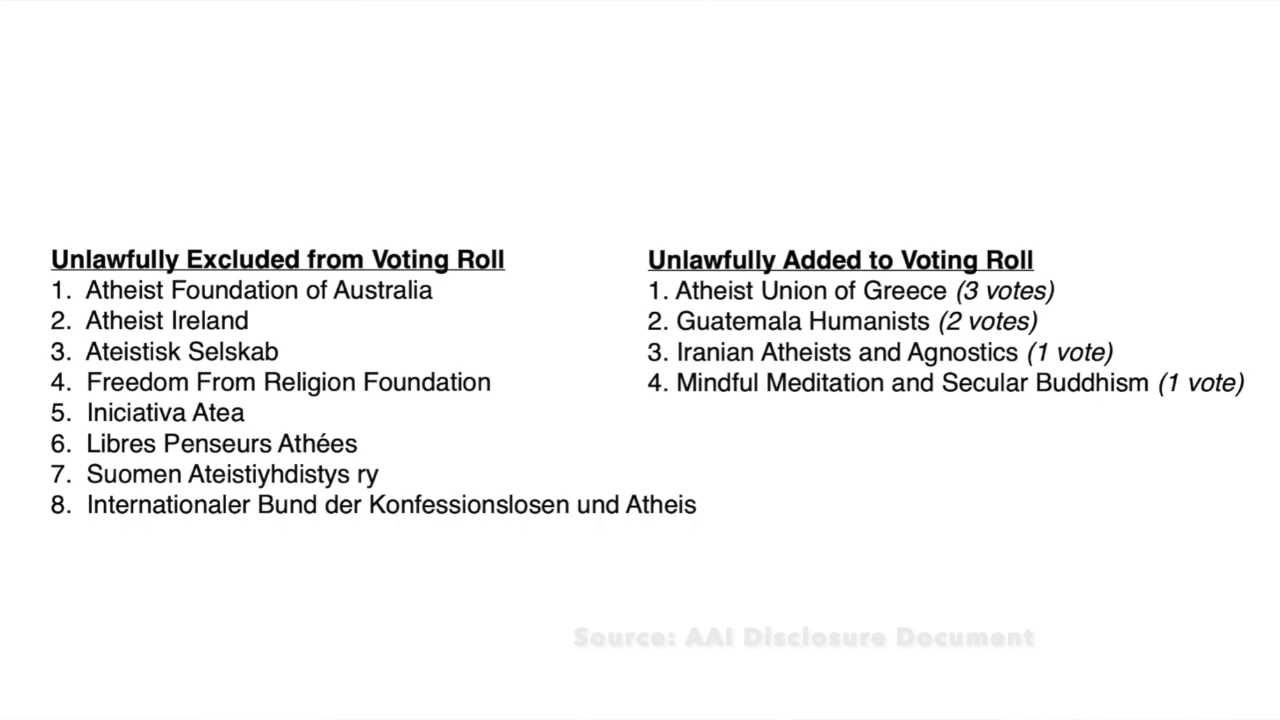 Unlawfully Excluded from Voting Roll
1. Atheist Foundation of Australia
2. Atheist Ireland
3. Ateistisk Selskab
4. Freedom From Religion Foundation
5. Iniciativa Atea
6. Libres Penseurs Athées
7. Suomen Ateistiyhdistys ry
8. Internationaler Bund der Konfessionslosen und Atheis
Unlawfully Added to Voting Roll
1. Atheist Union of Greece (3 votes)
2. Guatemala Humanists (2 votes)
3. Iranian Atheists and Agnostics (1 vote)
4. Mindful Meditation and Secular Buddhism (1 vote)
Source: AAI Disclosure Document